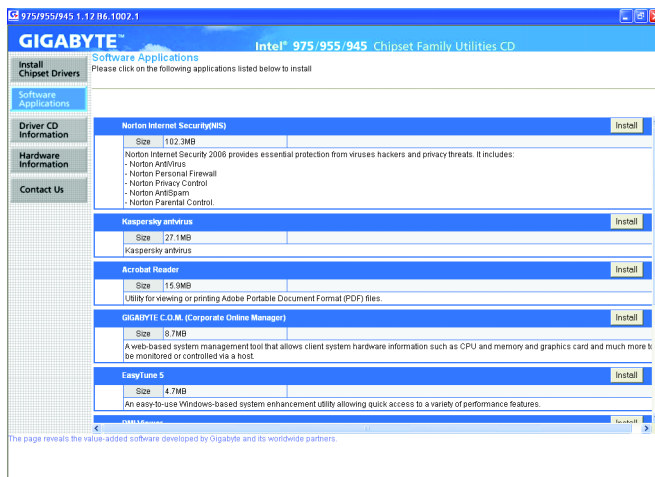 975/955/945 1.12 B6.1002.1
GIGABYTE™
Intel® 975/955/945 Chipset Family Utilities CD
Install
Chipset Drivers
Software
Applications
Driver CD
Information
Hardware
Information
Contact Us
Software Applications
Please click on the following applications listed below to install
Norton Internet Security(NIS) Install
Size 102.3MB
Norton Internet Security 2006 provides essential protection from viruses hackers and privacy threats. It includes:
- Norton AntiVirus
- Norton Personal Firewall
- Norton Privacy Control
- Norton AntiSpam
- Norton Parental Control.
Kaspersky antvirus Install
Size 27.1MB
Kaspersky antvirus
Acrobat Reader Install
Size 15.9MB
Utility for viewing or printing Adobe Portable Document Format (PDF) files.
GIGABYTE C.O.M. (Corporate Online Manager) Install
Size 8.7MB
A web-based system management tool that allows client system hardware information such as CPU and memory and graphics card and much more to
be monitored or controlled via a host.
EasyTune 5 Install
Size 4.7MB
An easy-to-use Windows-based system enhancement utility allowing quick access to a variety of performance features.
DMI Viewer Install
The page reveals the value-added software developed by Gigabyte and its worldwide partners.